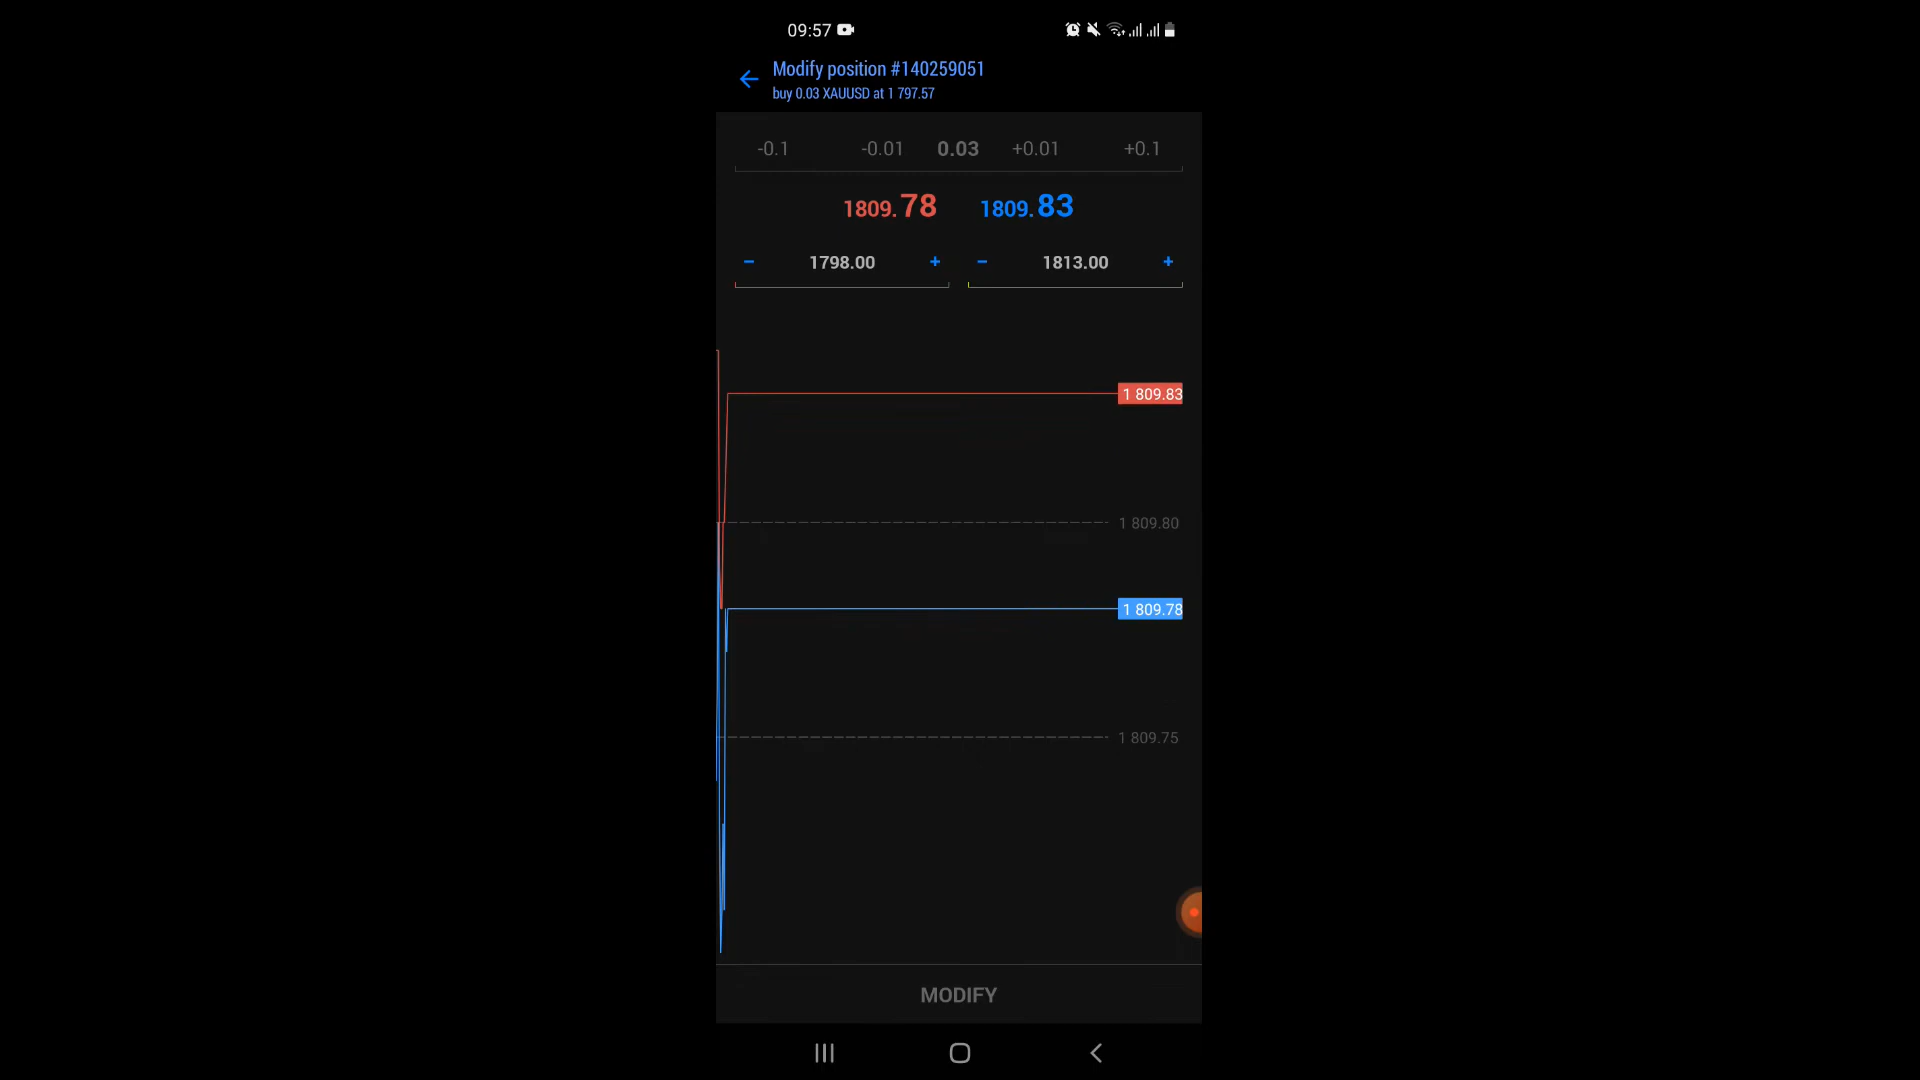 09:57
Modify position #140259051
buy 0.03 XAUUSD at 1 797.57
-0.1 -0.01 0.03 +0.01 +0.1
1809.78 1809.83
− 1798.00 + − 1813.00 +
1 809.83
1 809.80
1 809.78
1 809.75
MODIFY